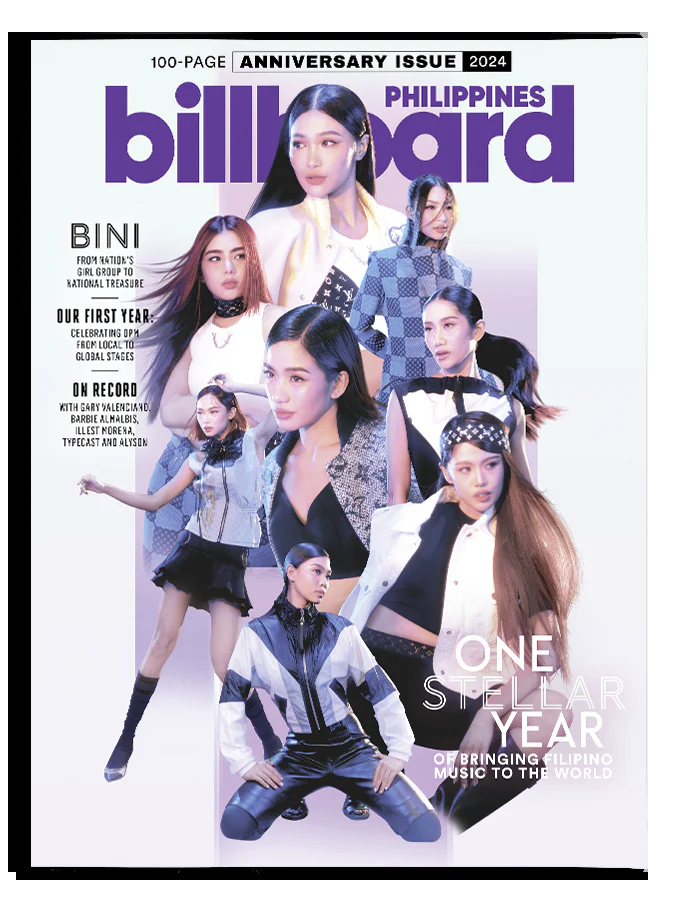 100-PAGE ANNIVERSARY ISSUE 2024
billboard
PHILIPPINES
BINI
FROM NATION'S
GIRL GROUP TO
NATIONAL TREASURE
OUR FIRST YEAR:
CELEBRATING OPM
FROM LOCAL TO
GLOBAL STAGES
ON RECORD
WITH GARY VALENCIANO,
BARBIE ALMALBIS,
ILLEST MORENA,
TYPECAST AND ALYSON
ONE
STELLAR
YEAR
OF BRINGING FILIPINO
MUSIC TO THE WORLD